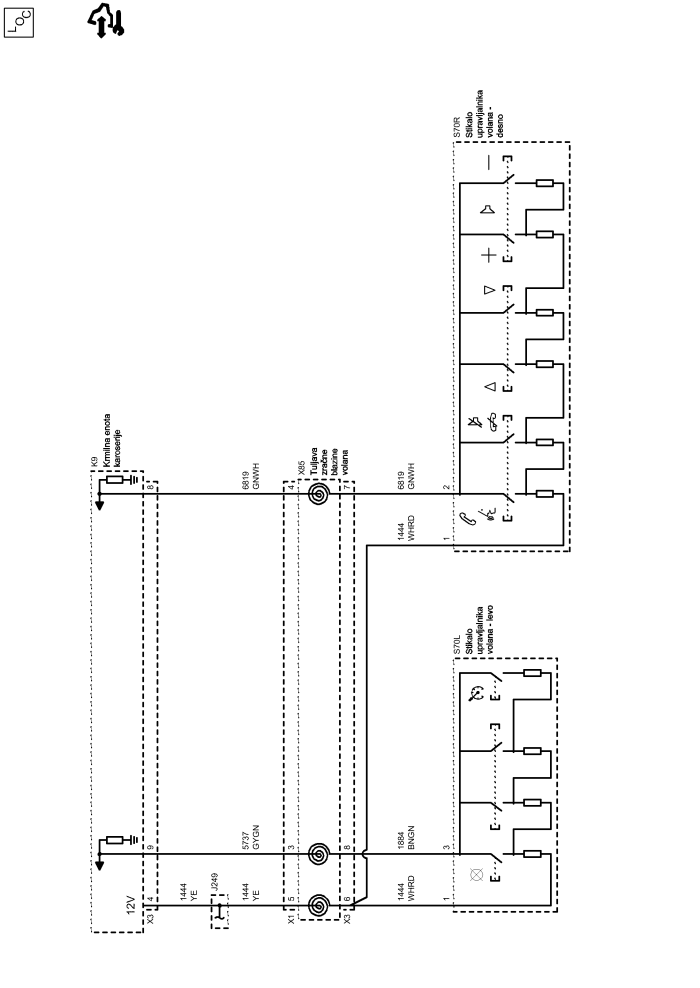 LOC
S70R
Stikalo
upravljalnika
volana -
desno
K9
Krmilna enota
karoserije
X85
Tuljava
zračne
blazine
volana
8
6819
GNWH
4
7
6819
GNWH
2
1444
WHRD
1
S70L
Stikalo
upravljalnika
volana - levo
9
5737
GYGN
3
8
1884
BNGN
3
12V
4
X3
1444
YE
J249
1444
YE
5
X1
6
X3
1444
WHRD
1